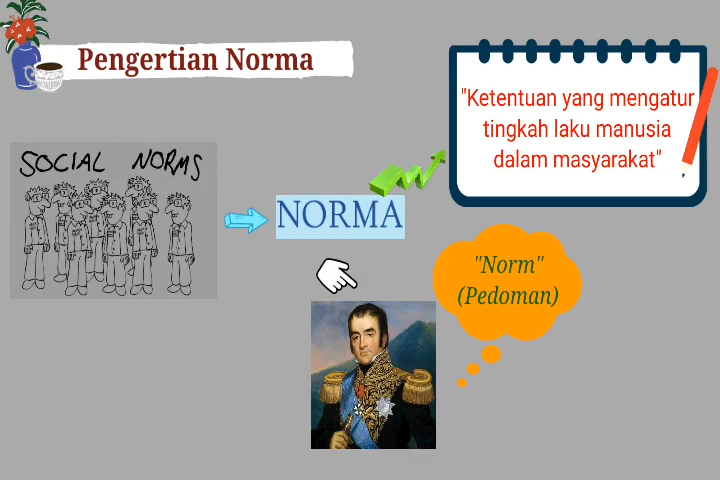 Pengertian Norma
"Ketentuan yang mengatur
tingkah laku manusia
dalam masyarakat"
SOCIAL NORMS
NORMA
"Norm"
(Pedoman)